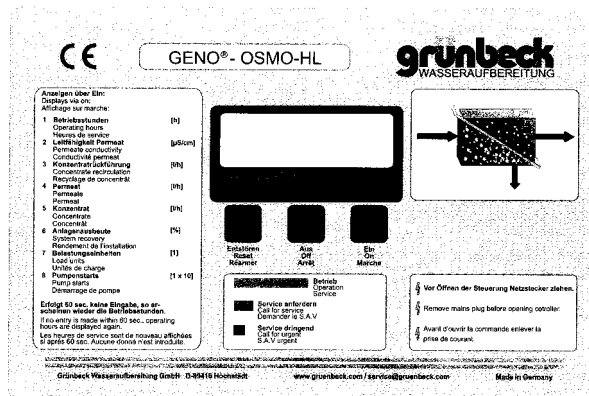 CE
GENO®- OSMO-HL
grünbeck
WASSERAUFBEREITUNG
Anzeigen über Ein:
Displays via on:
Affichage sur marche:
1 Betriebsstunden [h]
Operating hours
Heures de service
2 Leitfähigkeit Permeat [µS/cm]
Permeate conductivity
Conductivité permeat
3 Konzentratrückführung [l/h]
Concentrate recirculation
Recyclage de concentrât
4 Permeat [l/h]
Permeate
Permeat
5 Konzentrat [l/h]
Concentrate
Concentrât
6 Anlagenausbeute [%]
System recovery
Rendement de l'installation
7 Belastungseinheiten [1]
Load units
Unités de charge
8 Pumpenstarts [1 x 10]
Pump starts
Démarrage de pompe
Erfolgt 60 sec. keine Eingabe, so er-
scheinen wieder die Betriebsstunden.
If no entry is made within 60 sec., operating
hours are displayed again.
Les heures de service sont de nouveau affichées
si après 60 sec. Aucune donné n'est introduite.
Entstören
Reset
Réarmer
Aus
Off
Arrêt
Ein
On
Marche
Betrieb
Operation
Service
Service anfordern
Call for service
Demander le S.A.V
Service dringend
Call for urgent
S.A.V urgent
Vor Öffnen der Steuerung Netzstecker ziehen.
Remove mains plug before opening cotroller.
Avant d'ouvrir la commande enlever la
prise de courant.
Grünbeck Wasseraufbereitung GmbH D-89416 Höchstädt
www.gruenbeck.com / service@gruenbeck.com
Made in Germany